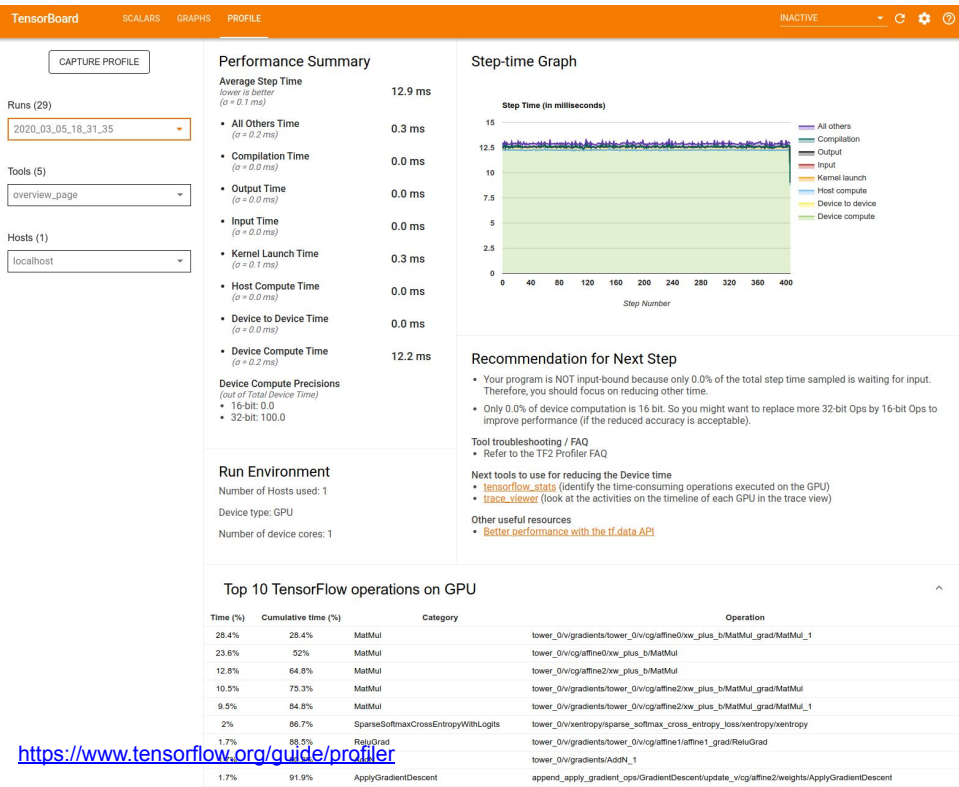 TensorBoard
SCALARS
GRAPHS
PROFILE
INACTIVE
CAPTURE PROFILE
Runs (29)
2020_03_05_18_31_35
Tools (5)
overview_page
Hosts (1)
localhost
Performance Summary
Average Step Time
lower is better
(σ = 0.1 ms)
12.9 ms
• All Others Time
(σ = 0.2 ms)
0.3 ms
• Compilation Time
(σ = 0.0 ms)
0.0 ms
• Output Time
(σ = 0.0 ms)
0.0 ms
• Input Time
(σ = 0.0 ms)
0.0 ms
• Kernel Launch Time
(σ = 0.1 ms)
0.3 ms
• Host Compute Time
(σ = 0.0 ms)
0.0 ms
• Device to Device Time
(σ = 0.0 ms)
0.0 ms
• Device Compute Time
(σ = 0.2 ms)
12.2 ms
Device Compute Precisions
(out of Total Device Time)
• 16-bit: 0.0
• 32-bit: 100.0
Run Environment
Number of Hosts used: 1
Device type: GPU
Number of device cores: 1
Step-time Graph
Step Time (in milliseconds)
15
12.5
10
7.5
5
2.5
0
0 40 80 120 160 200 240 280 320 360 400
Step Number
All others
Compilation
Output
Input
Kernel launch
Host compute
Device to device
Device compute
Recommendation for Next Step
• Your program is NOT input-bound because only 0.0% of the total step time sampled is waiting for input.
Therefore, you should focus on reducing other time.
• Only 0.0% of device computation is 16 bit. So you might want to replace more 32-bit Ops by 16-bit Ops to
improve performance (if the reduced accuracy is acceptable).
Tool troubleshooting / FAQ
• Refer to the TF2 Profiler FAQ
Next tools to use for reducing the Device time
• tensorflow_stats (identify the time-consuming operations executed on the GPU)
• trace_viewer (look at the activities on the timeline of each GPU in the trace view)
Other useful resources
• Better performance with the tf.data API
Top 10 TensorFlow operations on GPU
Time (%) Cumulative time (%) Category Operation
28.4% 28.4% MatMul tower_0/v/gradients/tower_0/v/cg/affine0/xw_plus_b/MatMul_grad/MatMul_1
23.6% 52% MatMul tower_0/v/cg/affine0/xw_plus_b/MatMul
12.8% 64.8% MatMul tower_0/v/cg/affine2/xw_plus_b/MatMul
10.5% 75.3% MatMul tower_0/v/gradients/tower_0/v/cg/affine2/xw_plus_b/MatMul_grad/MatMul
9.5% 84.8% MatMul tower_0/v/gradients/tower_0/v/cg/affine2/xw_plus_b/MatMul_grad/MatMul_1
2% 86.7% SparseSoftmaxCrossEntropyWithLogits tower_0/v/xentropy/sparse_softmax_cross_entropy_loss/xentropy/xentropy
1.7% 88.5% ReluGrad tower_0/v/gradients/tower_0/v/cg/affine1/affine1_grad/ReluGrad
tower_0/v/gradients/AddN_1
https://www.tensorflow.org/guide/profiler
1.7% 91.9% ApplyGradientDescent append_apply_gradient_ops/GradientDescent/update_v/cg/affine2/weights/ApplyGradientDescent